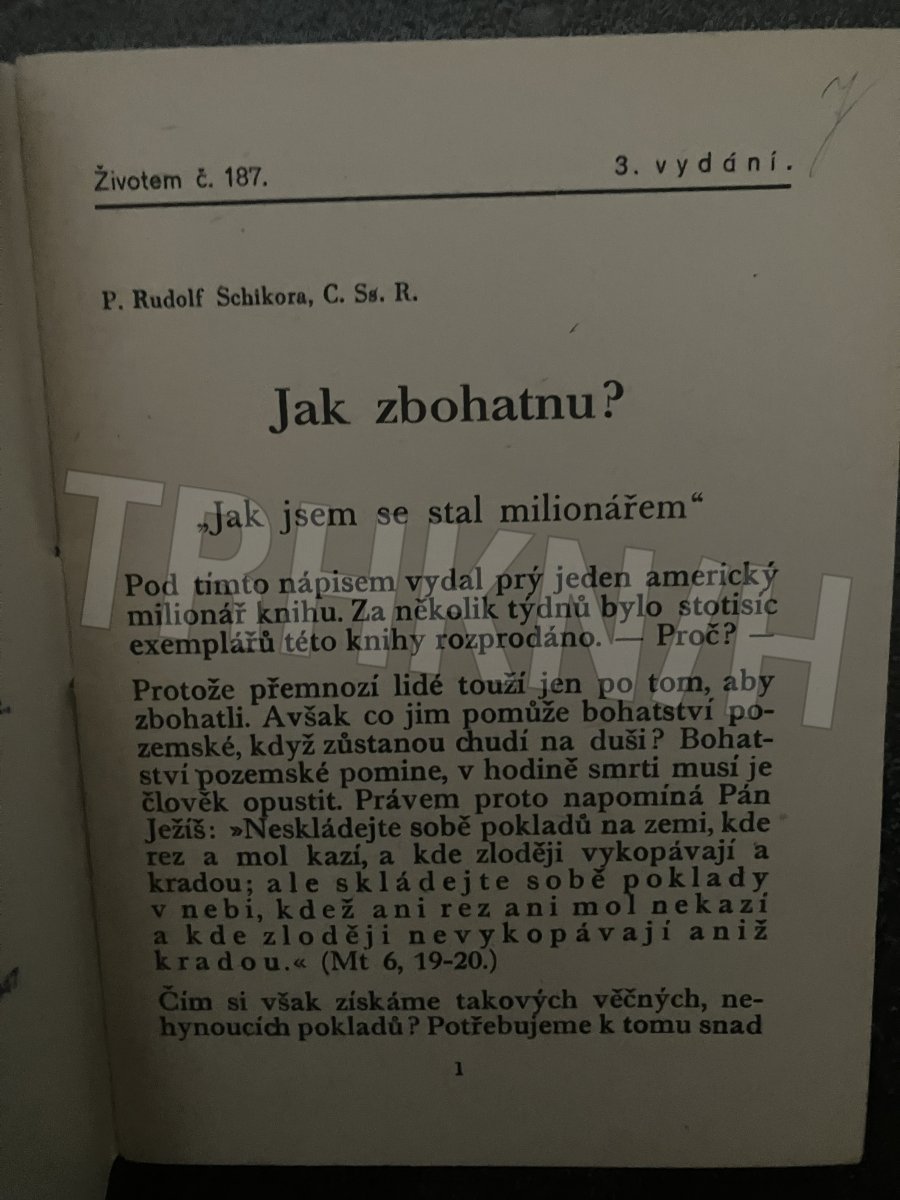 Životem č. 187.
3. vydání.
P. Rudolf Schikora, C. Ss. R.
Jak zbohatnu?
„Jak jsem se stal milionářem“
Pod tímto nápisem vydal prý jeden americký
milionář knihu. Za několik týdnů bylo stotisíc
exemplářů této knihy rozprodáno. — Proč? —
Protože přemnozí lidé touží jen po tom, aby
zbohatli. Avšak co jim pomůže bohatství po-
zemské, když zůstanou chudí na duši? Bohat-
ství pozemské pomine, v hodině smrti musí je
člověk opustit. Právem proto napomíná Pán
Ježíš: »Neskládejte sobě pokladů na zemi, kde
rez a mol kazí, a kde zloději vykopávají a
kradou; ale skládejte sobě poklady
v nebi, kdež ani rez ani mol nekazí
a kde zloději nevykopávají aniž
kradou.« (Mt 6, 19-20.)
Čím si však získáme takových věčných, ne-
hynoucích pokladů? Potřebujeme k tomu snad
1
TPHKN/H